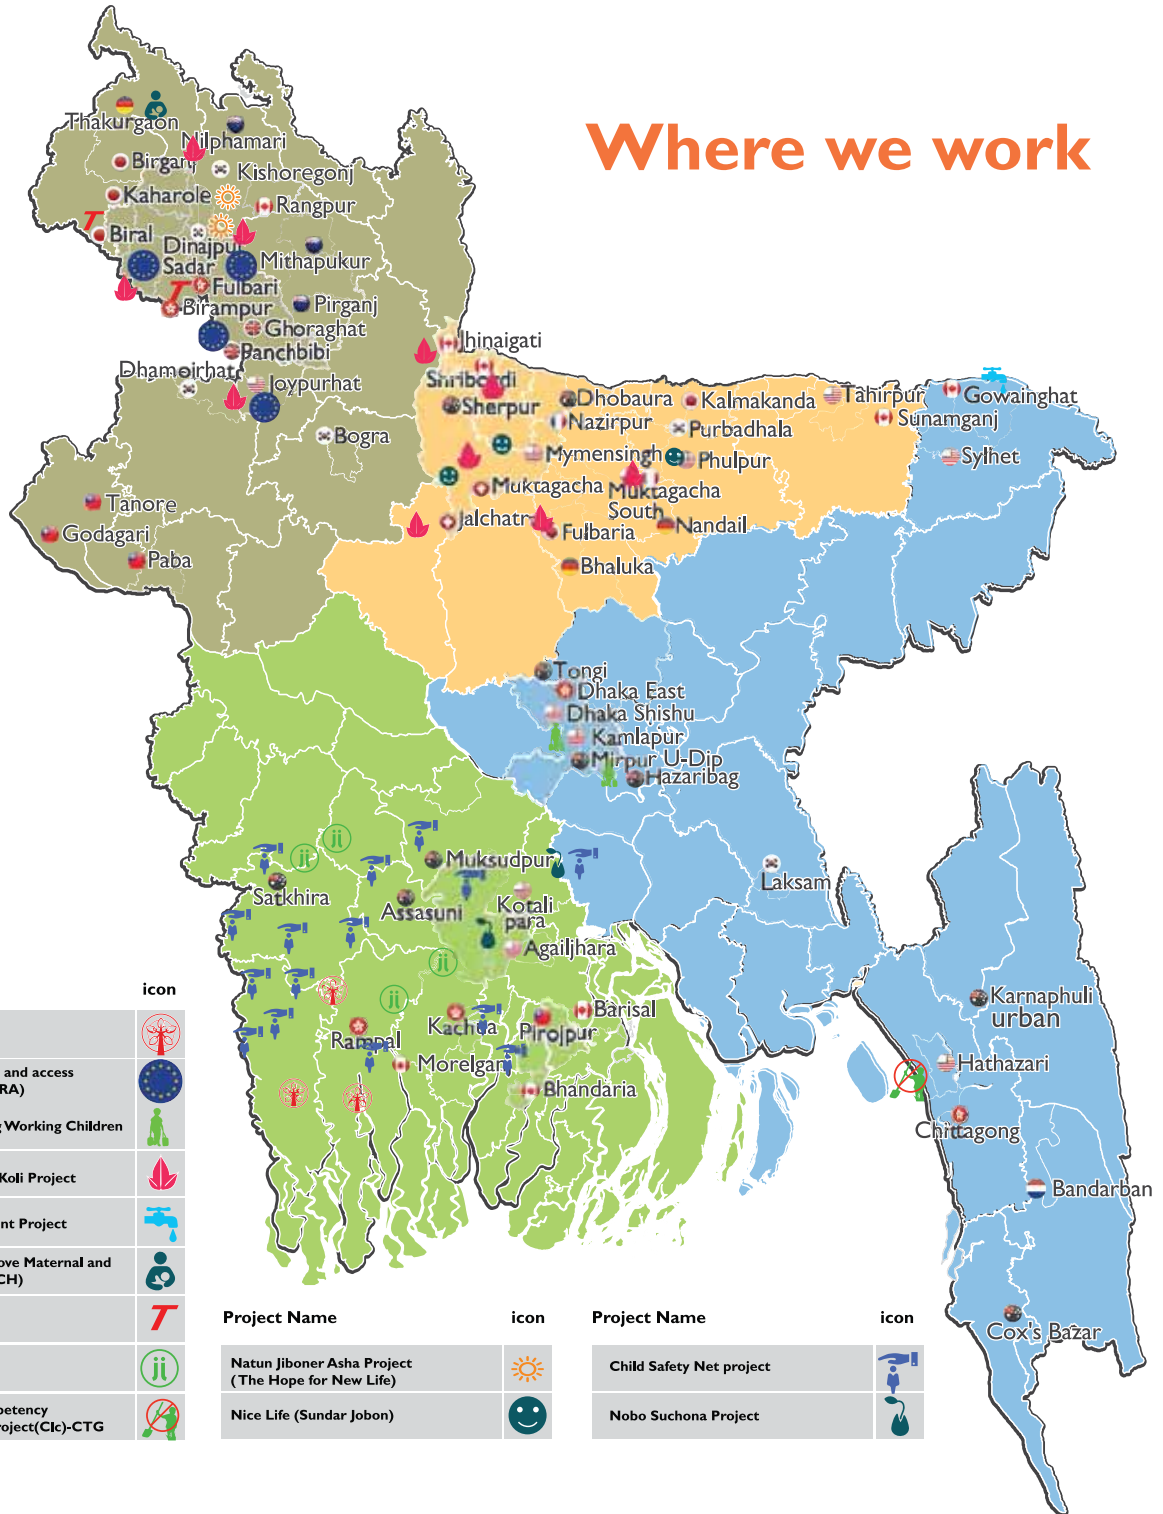 Where we work
Thakurgaon
Nilphamari
Birganj
Kishoregonj
Kaharole
Rangpur
Biral
Dinajpur
Sadar
Mithapukur
Fulbari
Birampur
Pirganj
Ghoraghat
Panchbibi
Dhamoirhat
Joypurhat
Bogra
Tanore
Godagari
Paba
Jhinaigati
Shribordi
Sherpur
Dhobaura
Kalmakanda
Tahirpur
Gowainghat
Nazirpur
Purbadhala
Sunamganj
Mymensingh
Phulpur
Sylhet
Muktagacha
Muktagacha
South
Jalchatra
Fulbaria
Nandail
Bhaluka
Tongi
Dhaka East
Dhaka Shishu
Kamlapur
Mirpur U-Dip
Hazaribag
Muksudpur
Laksam
Satkhira
Assasuni
Kotali
para
Agailjhara
Karnaphuli
urban
Kachua
Pirojpur
Barisal
Rampal
Morelganj
Hathazari
Bhandaria
Chittagong
Bandarban
Cox's Bazar
icon
and access
RA)
g Working Children
Koli Project
nt Project
ove Maternal and
CH)
petency
roject(Clc)-CTG
Project Name icon
Natun Jiboner Asha Project
(The Hope for New Life)
Nice Life (Sundar Jobon)
Project Name icon
Child Safety Net project
Nobo Suchona Project
T
T
T
ji
ji
ji
ji
ji